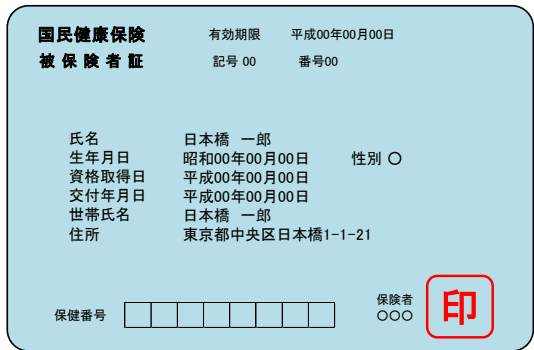 国民健康保険 有効期限 平成00年00月00日
被保険者証 記号 00 番号00
氏名 日本橋 一郎
生年月日 昭和00年00月00日 性別 〇
資格取得日 平成00年00月00日
交付年月日 平成00年00月00日
世帯氏名 日本橋 一郎
住所 東京都中央区日本橋1-1-21
保健番号
保険者
〇〇〇
印